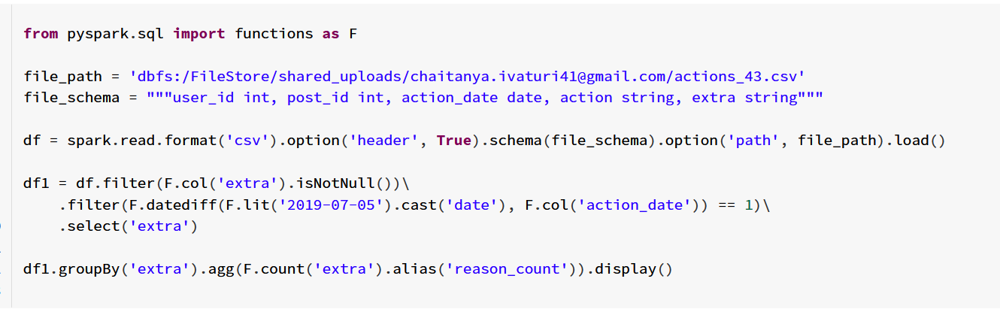 from pyspark.sql import functions as F
file_path = 'dbfs:/FileStore/shared_uploads/chaitanya.ivaturi41@gmail.com/actions_43.csv'
file_schema = """user_id int, post_id int, action_date date, action string, extra string"""
df = spark.read.format('csv').option('header', True).schema(file_schema).option('path', file_path).load()
df1 = df.filter(F.col('extra').isNotNull())\
    .filter(F.datediff(F.lit('2019-07-05').cast('date'), F.col('action_date')) == 1)\
    .select('extra')
df1.groupBy('extra').agg(F.count('extra').alias('reason_count')).display()